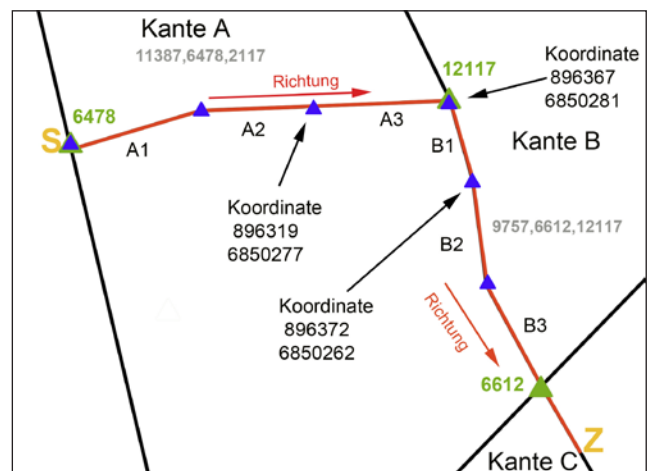 Kante A
11387,6478,2117
Richtung
12117
Koordinate
896367
6850281
6478
S
A1
A2
A3
B1
Kante B
Koordinate
896319
6850277
9757,6612,12117
B2
Koordinate
896372
6850262
Richtung
B3
6612
Z
Kante C